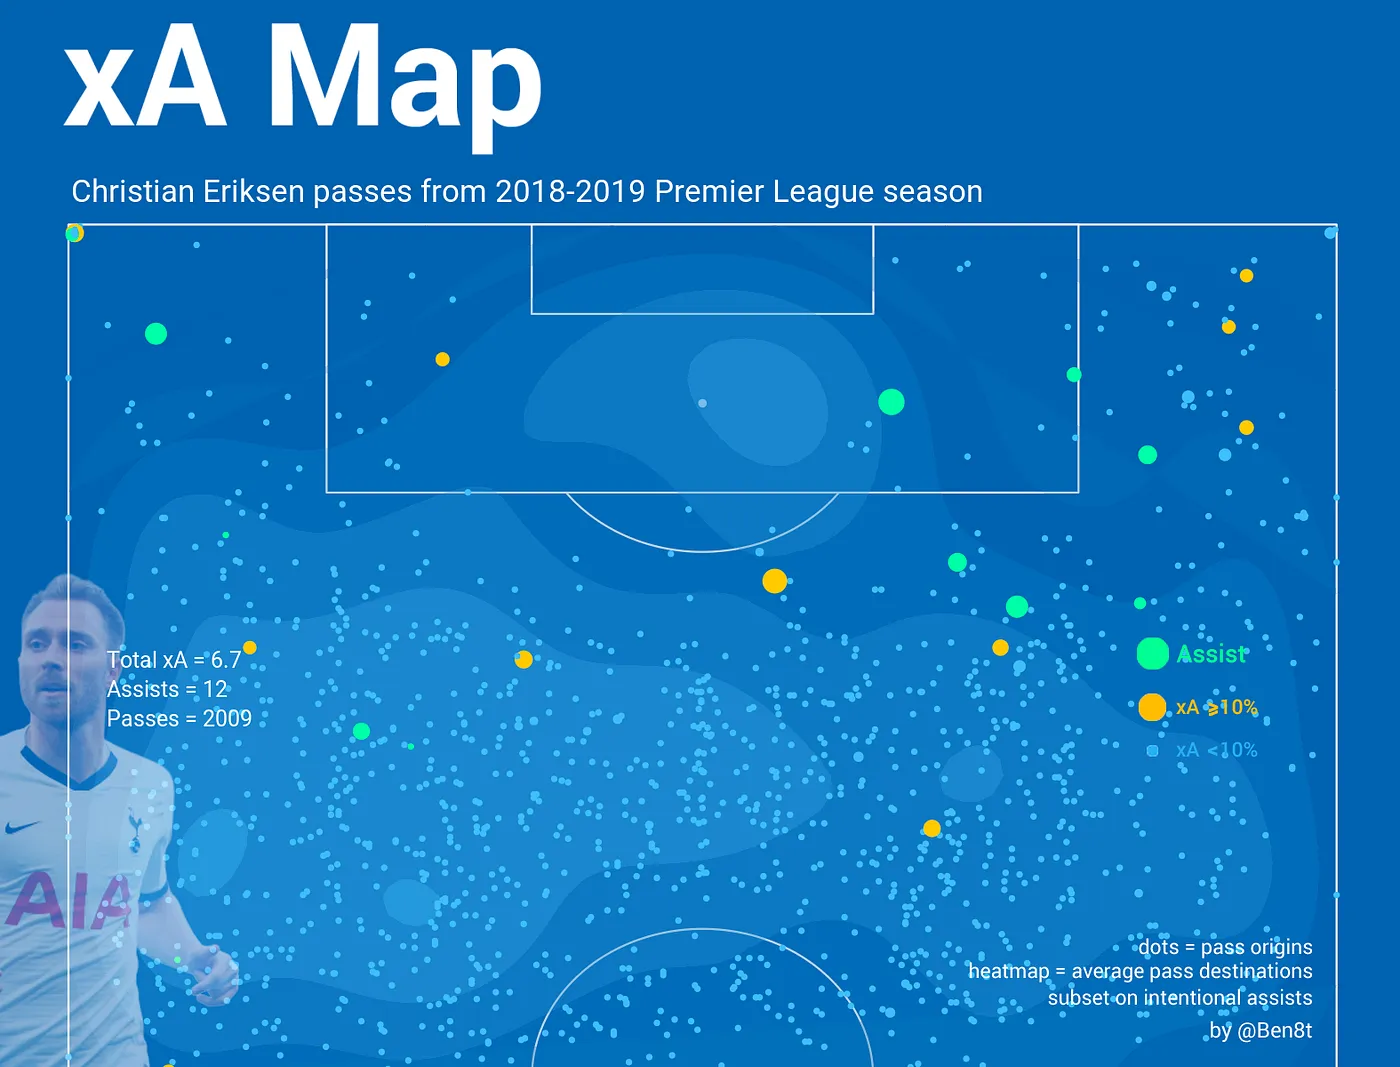 xA Map
Christian Eriksen passes from 2018-2019 Premier League season
Total xA = 6.7
Assists = 12
Passes = 2009
Assist
xA ⩾10%
xA <10%
AIA
dots = pass origins
heatmap = average pass destinations
subset on intentional assists
by @Ben8t